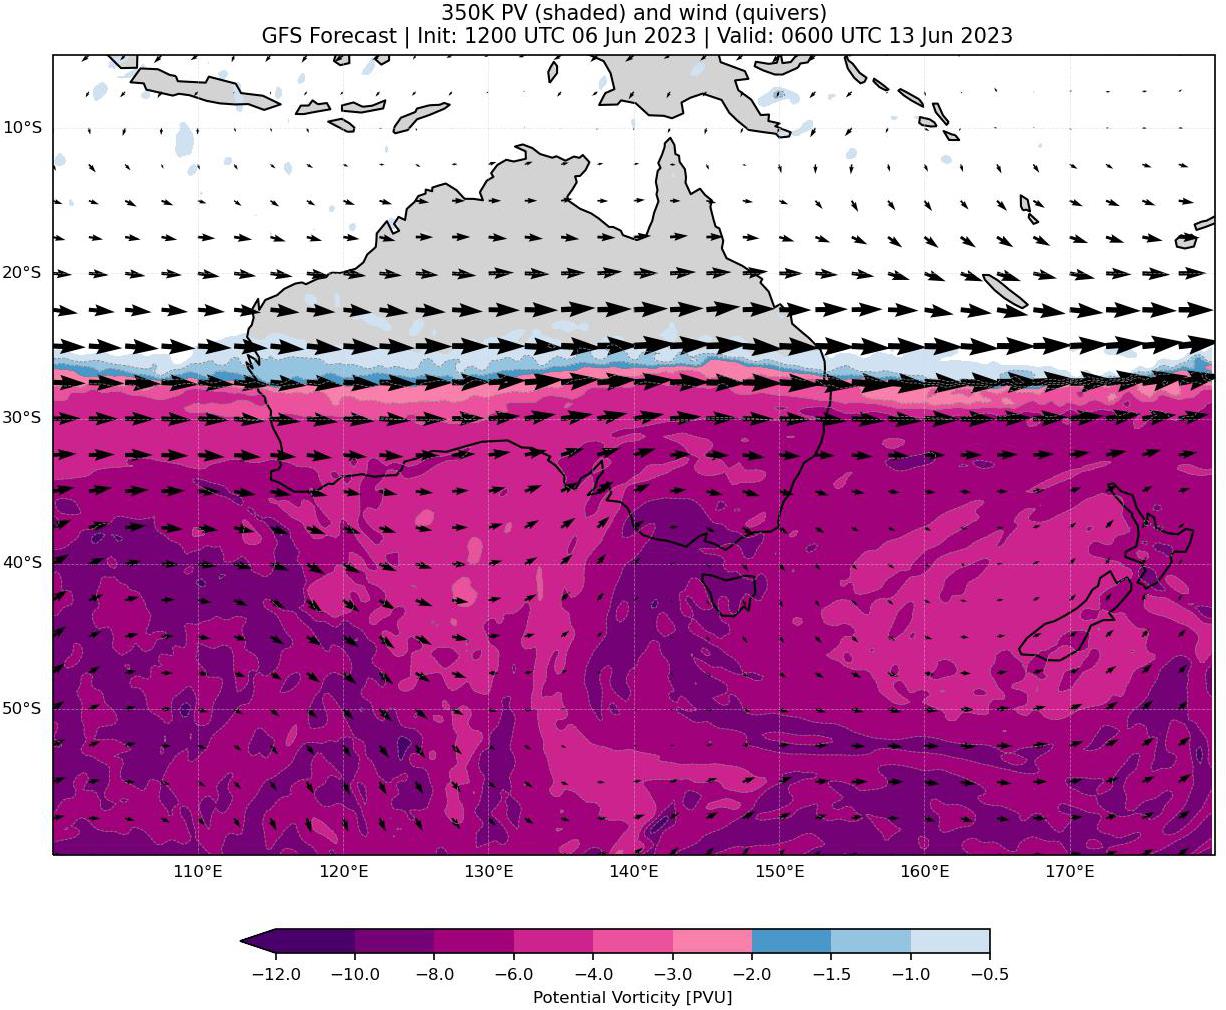 350K PV (shaded) and wind (quivers)
GFS Forecast | Init: 1200 UTC 06 Jun 2023 | Valid: 0600 UTC 13 Jun 2023
10°S
20°S
30°S
40°S
50°S
110°E 120°E 130°E 140°E 150°E 160°E 170°E
−12.0 −10.0 −8.0 −6.0 −4.0 −3.0 −2.0 −1.5 −1.0 −0.5
Potential Vorticity [PVU]